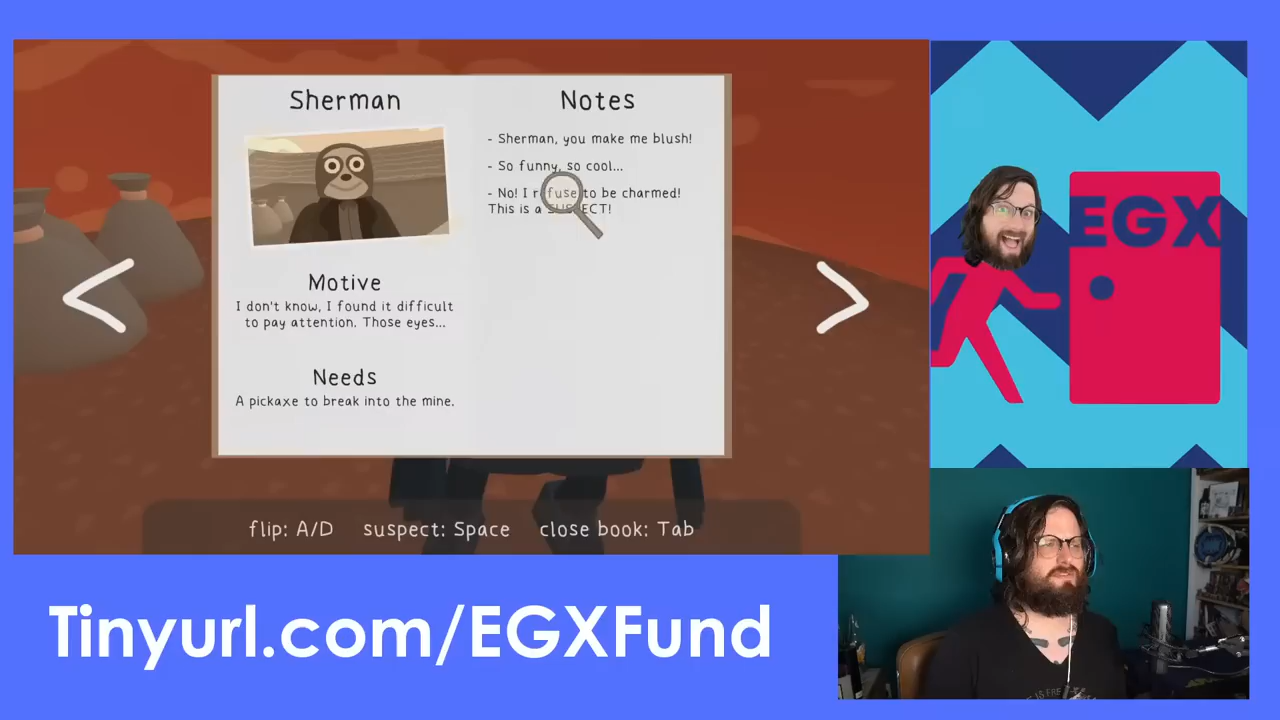 Sherman
Motive
I don't know, I found it difficult
to pay attention. Those eyes...
Needs
A pickaxe to break into the mine.
Notes
- Sherman, you make me blush!
- So funny, so cool...
- No! I refuse to be charmed!
This is a SUSPECT!
flip: A/D suspect: Space close book: Tab
EGX
Tinyurl.com/EGXFund